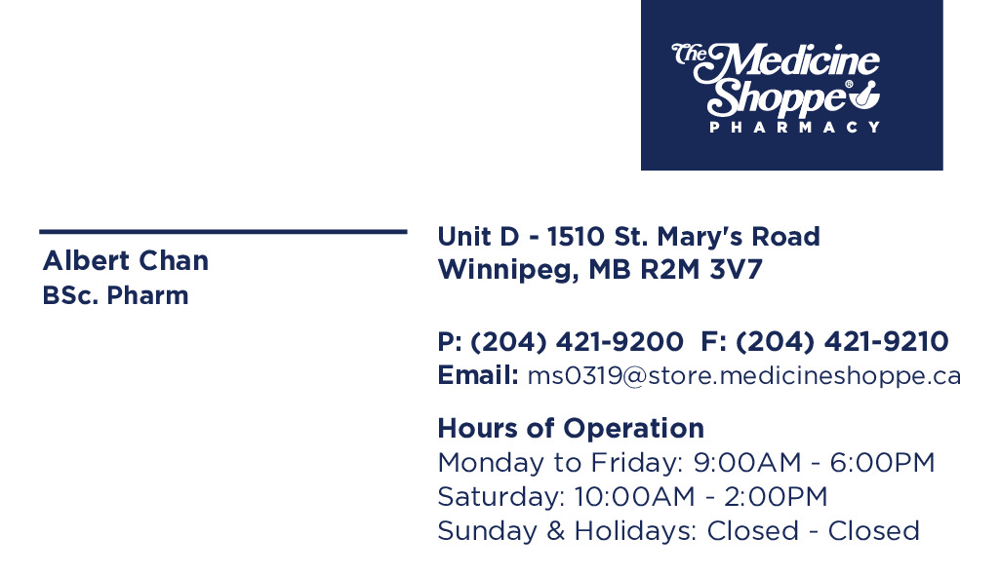 The Medicine
Shoppe®
PHARMACY
Albert Chan
BSc. Pharm
Unit D - 1510 St. Mary's Road
Winnipeg, MB R2M 3V7
P: (204) 421-9200 F: (204) 421-9210
Email: ms0319@store.medicineshoppe.ca
Hours of Operation
Monday to Friday: 9:00AM - 6:00PM
Saturday: 10:00AM - 2:00PM
Sunday & Holidays: Closed - Closed